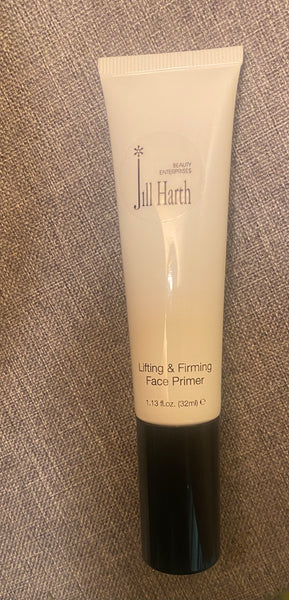 BEAUTY
ENTERPRISES
Jill Harth
Lifting & Firming
Face Primer
1.13 fl.oz. (32ml) ℮